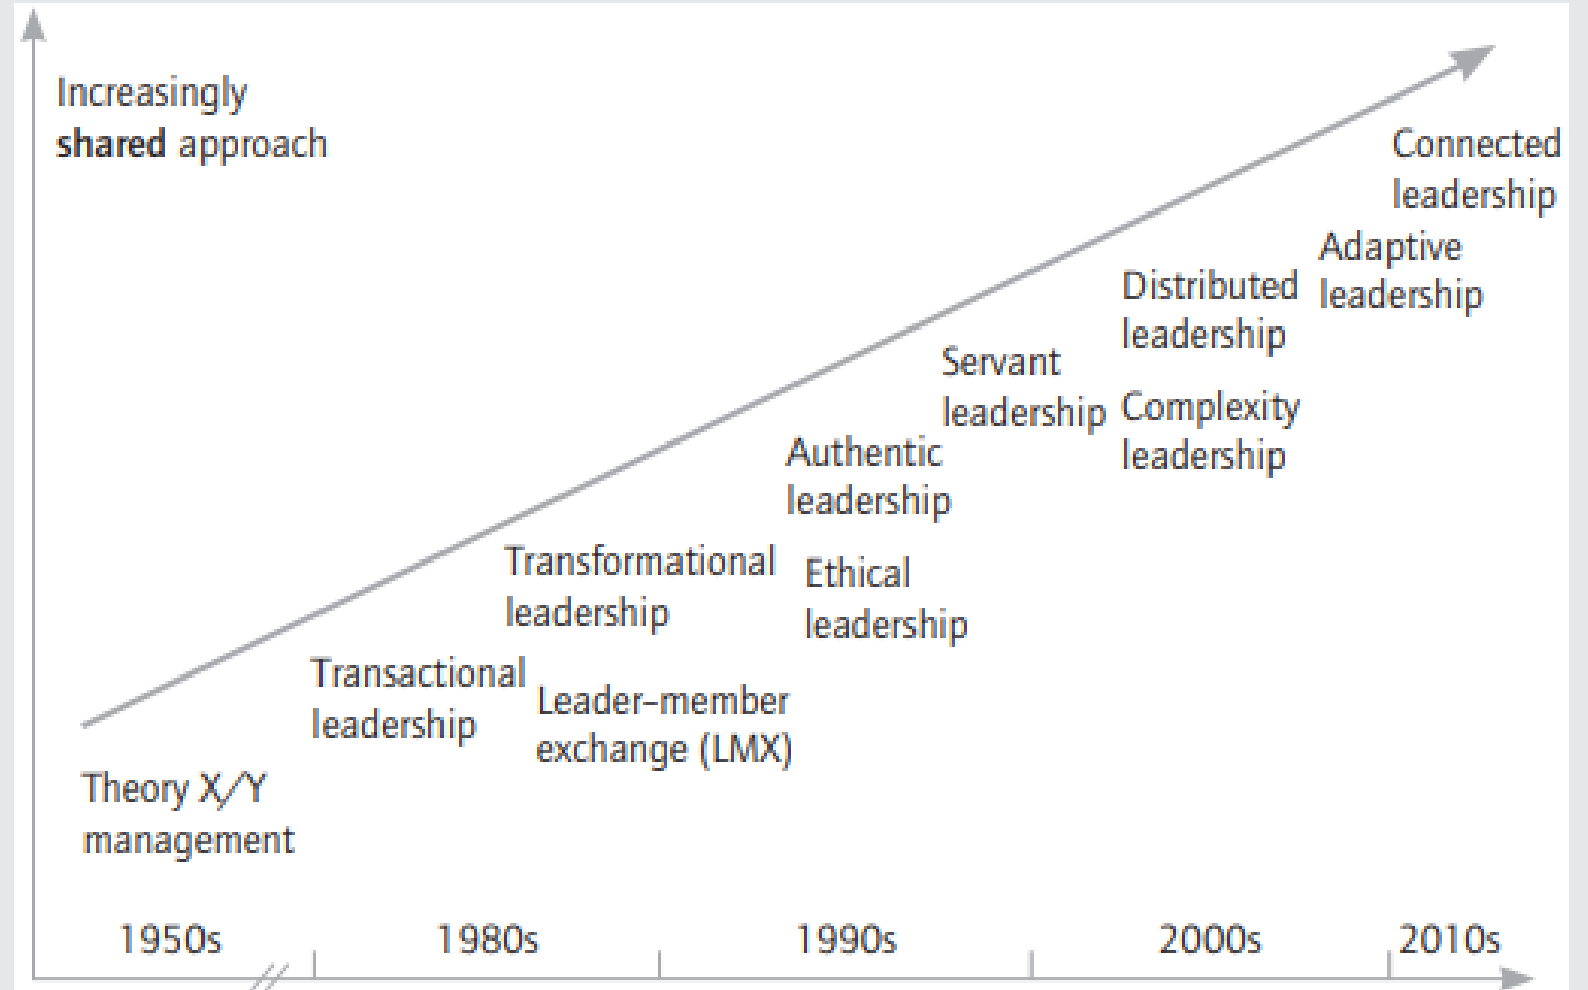 Increasingly
shared approach
Connected
leadership
Adaptive
leadership
Distributed
leadership
Servant
leadership
Complexity
leadership
Authentic
leadership
Transformational
leadership
Ethical
leadership
Transactional
leadership
Leader–member
exchange (LMX)
Theory X/Y
management
1950s
1980s
1990s
2000s
2010s